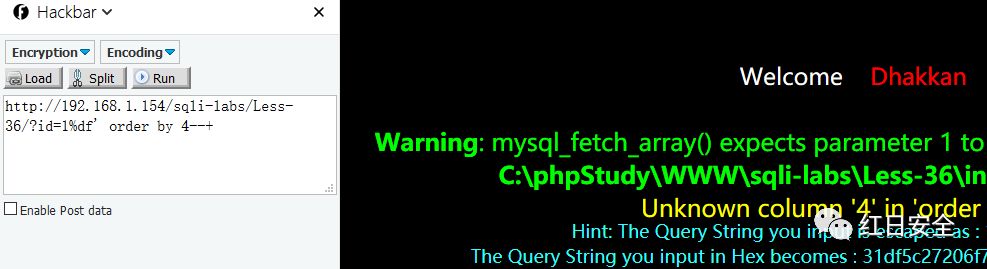 Hackbar
Encryption Encoding
Load Split Run
http://192.168.1.154/sqli-labs/Less-
36/?id=1%df' order by 4--+
Enable Post data
Welcome Dhakkan
Warning: mysql_fetch_array() expects parameter 1 to
C:\phpStudy\WWW\sqli-labs\Less-36\in
Unknown column '4' in 'order
红日安全
Hint: The Query String you input is escaped as :
The Query String you input in Hex becomes : 31df5c27206f7